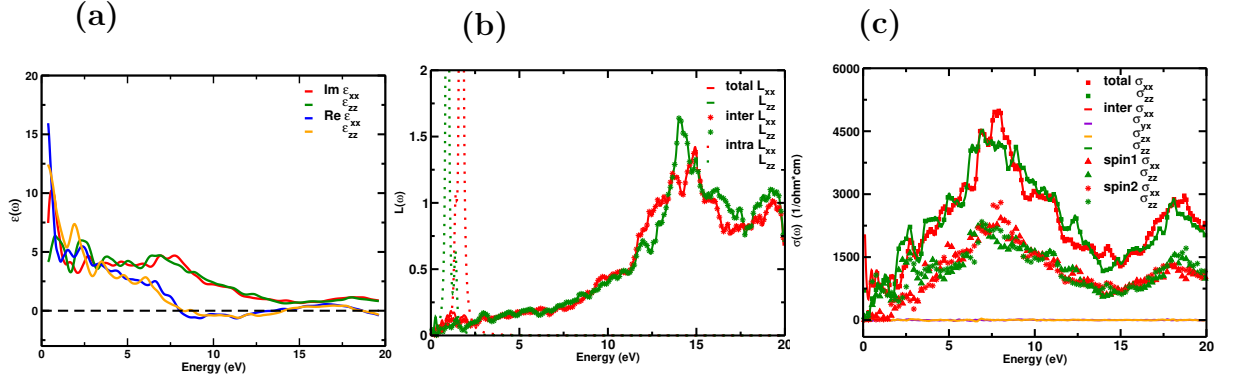 (a)
(b)
(c)
20
15
10
5
0
ε(ω)
Im ε_xx
ε_zz
Re ε_xx
ε_zz
0 5 10 15 20
Energy (eV)
2
1.5
1
0.5
0
L(ω)
total L_xx
L_zz
inter L_xx
L_zz
intra L_xx
L_zz
0 5 10 15 20
Energy (eV)
6000
4500
3000
1500
0
σ(ω) (1/ohm*cm)
total σ_xx
σ_zz
inter σ_xx
σ_yx
σ_zx
σ_zz
spin1 σ_xx
σ_zz
spin2 σ_xx
σ_zz
0 5 10 15 20
Energy (eV)